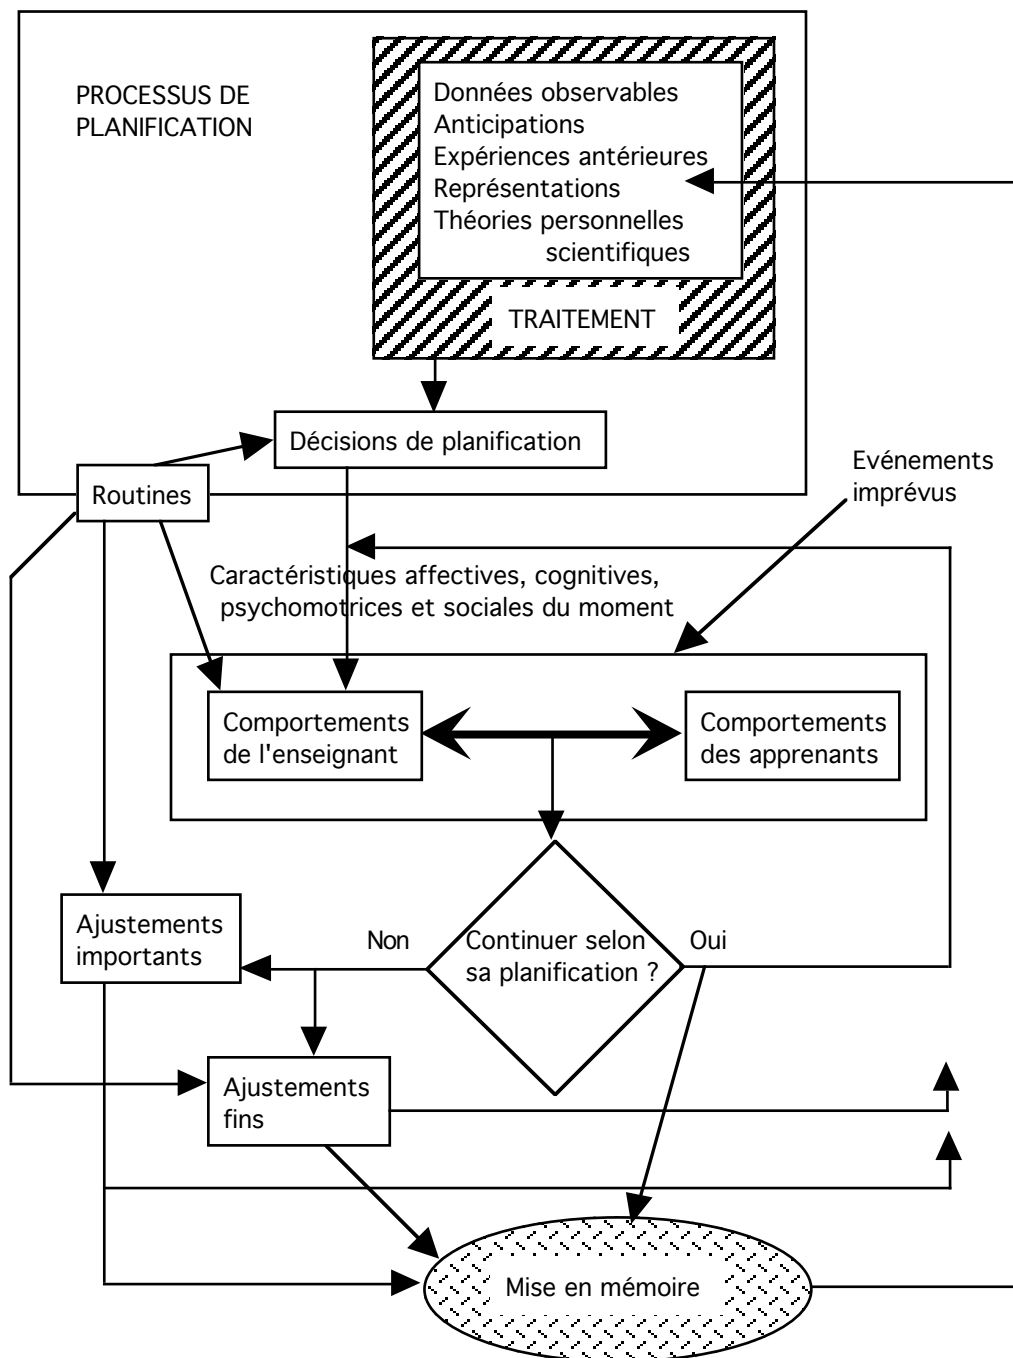 PROCESSUS DE
PLANIFICATION
Données observables
Anticipations
Expériences antérieures
Représentations
Théories personnelles
scientifiques
TRAITEMENT
Décisions de planification
Routines
Evénements
imprévus
Caractéristiques affectives, cognitives,
psychomotrices et sociales du moment
Comportements
de l'enseignant
Comportements
des apprenants
Ajustements
importants
Non
Continuer selon
sa planification ?
Oui
Ajustements
fins
Mise en mémoire